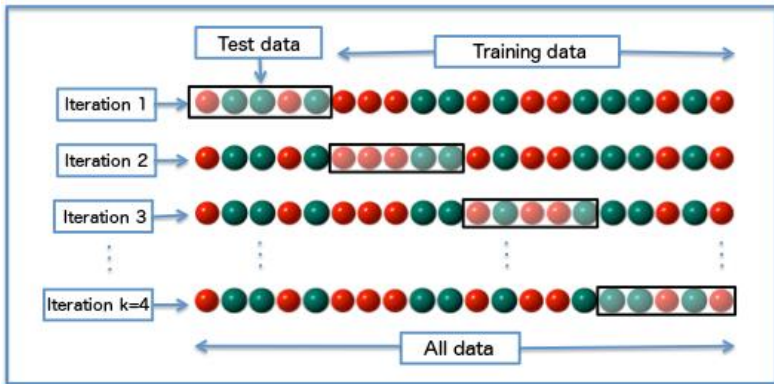 Test data
Training data
Iteration 1
Iteration 2
Iteration 3
Iteration k=4
All data